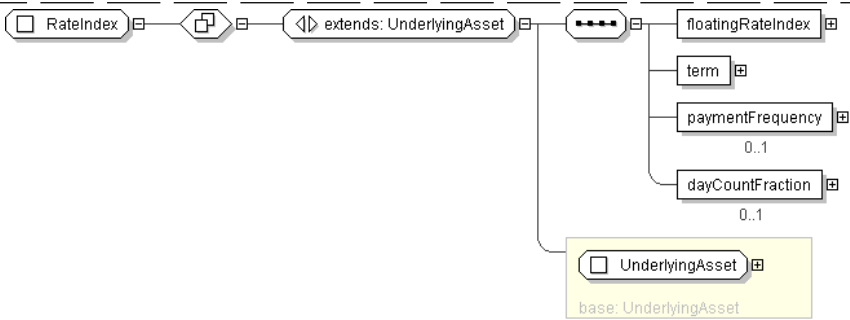 RateIndex
extends: UnderlyingAsset
floatingRateIndex
term
paymentFrequency
0..1
dayCountFraction
0..1
UnderlyingAsset
base: UnderlyingAsset